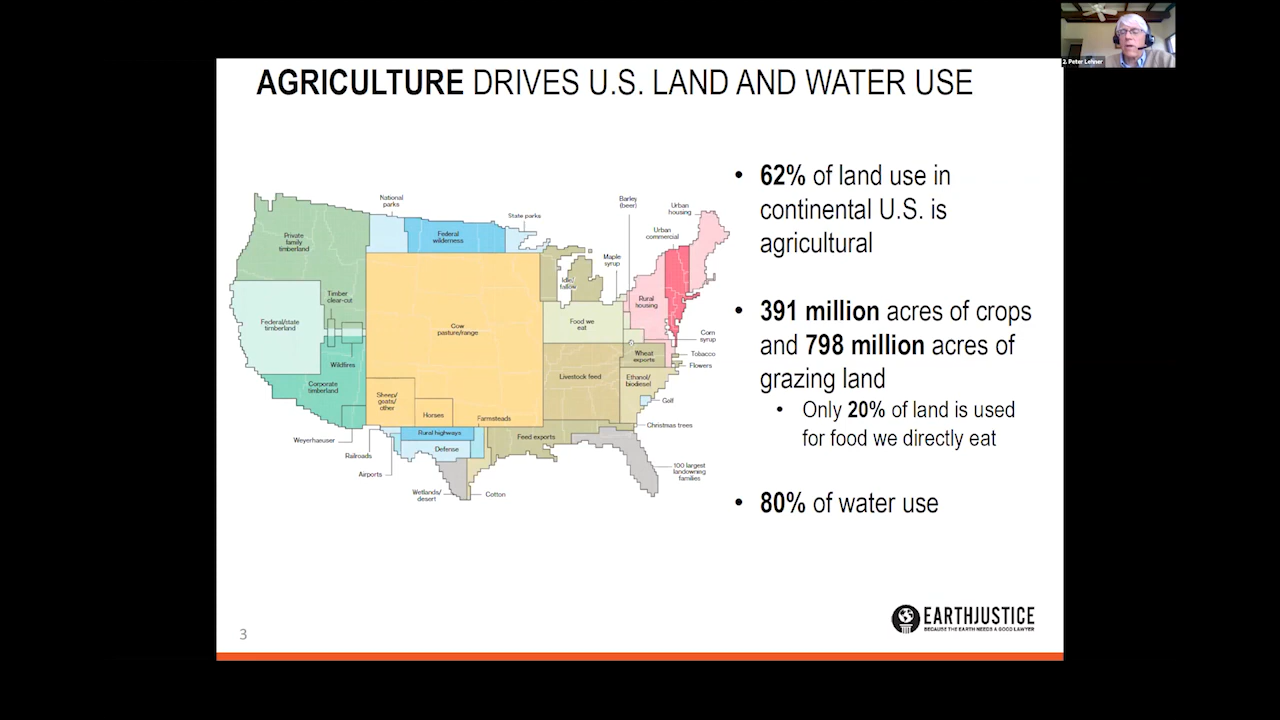 2. Peter Lehner
AGRICULTURE DRIVES U.S. LAND AND WATER USE
National
parks
Federal
wilderness
State parks
Barley
(beer)
Urban
housing
Urban
commercial
Private
family
timberland
Timber
clear-cut
Federal/state
timberland
Wildfires
Corporate
timberland
Weyerhaeuser
Cow
pasture/range
Sheep/
goats/
other
Horses
Farmsteads
Railroads
Airports
Rural highways
Defense
Wetlands/
desert
Cotton
Idle/
fallow
Maple
syrup
Food we
eat
Livestock feed
Feed exports
Rural
housing
Wheat
exports
Ethanol/
biodiesel
Corn
syrup
Tobacco
Flowers
Golf
Christmas trees
100 largest
landowning
families
• 62% of land use in
continental U.S. is
agricultural
• 391 million acres of crops
and 798 million acres of
grazing land
• Only 20% of land is used
for food we directly eat
• 80% of water use
3
EARTHJUSTICE
BECAUSE THE EARTH NEEDS A GOOD LAWYER